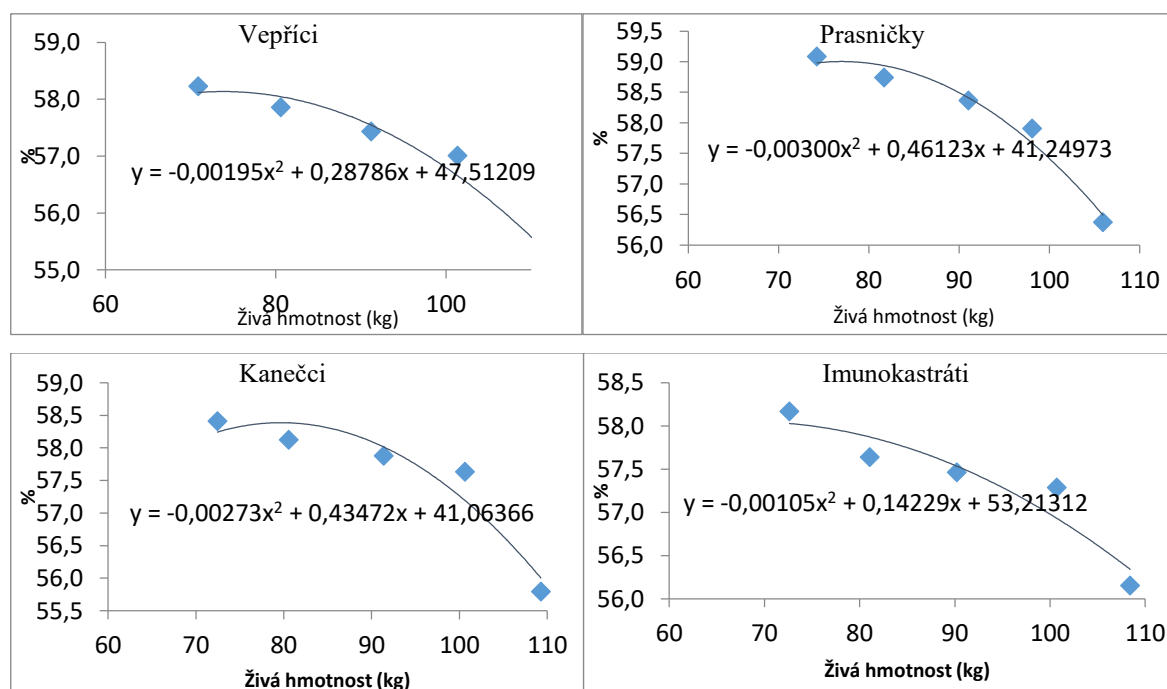 Vepříci
59,0
58,0
57,0
56,0
55,0
%
y = -0,00195x² + 0,28786x + 47,51209
60 80 100
Živá hmotnost (kg)
Prasničky
59,5
59,0
58,5
58,0
57,5
57,0
56,5
56,0
%
y = -0,00300x² + 0,46123x + 41,24973
60 70 80 90 100 110
Živá hmotnost (kg)
Kanečci
59,0
58,5
58,0
57,5
57,0
56,5
56,0
55,5
%
y = -0,00273x² + 0,43472x + 41,06366
60 70 80 90 100 110
Živá hmotnost (kg)
Imunokastráti
58,5
58,0
57,5
57,0
56,5
56,0
%
y = -0,00105x² + 0,14229x + 53,21312
60 70 80 90 100 110
Živá hmotnost (kg)